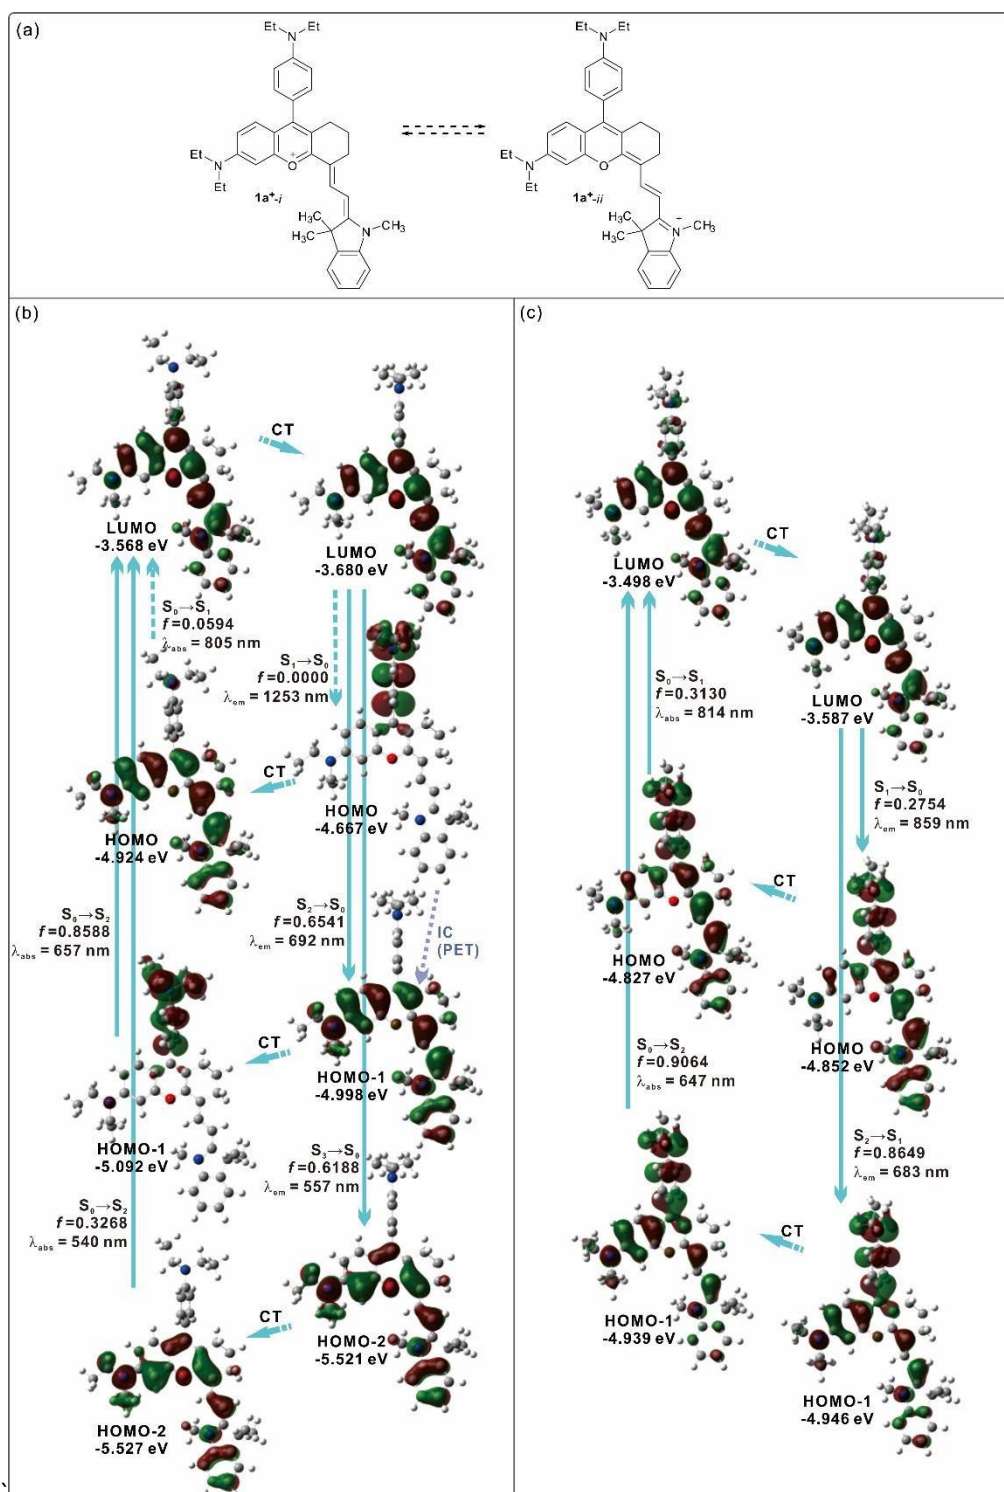 (a)
Et
N
Et
Et
N
Et
O
+
1a⁺-i
H₃C
H₃C
N
CH₃
Et
N
Et
Et
N
Et
O
1a⁺-ii
H₃C
H₃C
N
–
CH₃
(b)
CT
LUMO
-3.568 eV
LUMO
-3.680 eV
S₀→S₁
f=0.0594
λabs = 805 nm
S₁→S₀
f=0.0000
λem = 1253 nm
CT
HOMO
-4.924 eV
HOMO
-4.667 eV
S₀→S₂
f=0.8588
λabs = 657 nm
S₂→S₀
f=0.6541
λem = 692 nm
IC
(PET)
CT
HOMO-1
-5.092 eV
HOMO-1
-4.998 eV
S₀→S₂
f=0.3268
λabs = 540 nm
S₃→S₀
f=0.6188
λem = 557 nm
CT
HOMO-2
-5.527 eV
HOMO-2
-5.521 eV
(c)
CT
LUMO
-3.498 eV
LUMO
-3.587 eV
S₀→S₁
f=0.3130
λabs = 814 nm
S₁→S₀
f=0.2754
λem = 859 nm
CT
HOMO
-4.827 eV
HOMO
-4.852 eV
S₀→S₂
f=0.9064
λabs = 647 nm
S₂→S₁
f=0.8649
λem = 683 nm
CT
HOMO-1
-4.939 eV
HOMO-1
-4.946 eV